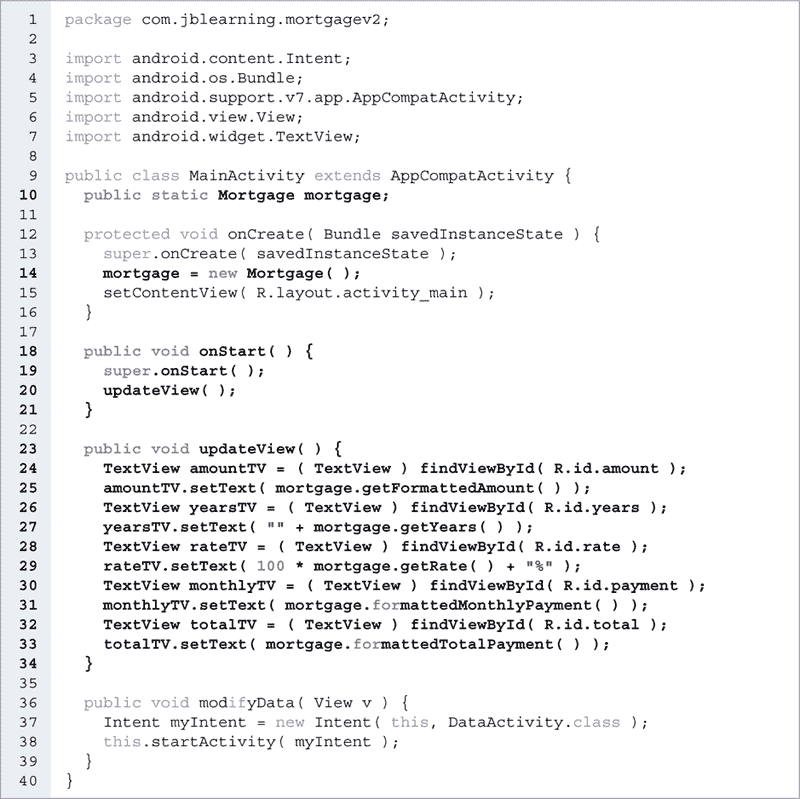 1 package com.jblearning.mortgagev2;
2
3 import android.content.Intent;
4 import android.os.Bundle;
5 import android.support.v7.app.AppCompatActivity;
6 import android.view.View;
7 import android.widget.TextView;
8
9 public class MainActivity extends AppCompatActivity {
10   public static Mortgage mortgage;
11
12   protected void onCreate( Bundle savedInstanceState ) {
13     super.onCreate( savedInstanceState );
14     mortgage = new Mortgage( );
15     setContentView( R.layout.activity_main );
16   }
17
18   public void onStart( ) {
19     super.onStart( );
20     updateView( );
21   }
22
23   public void updateView( ) {
24     TextView amountTV = ( TextView ) findViewById( R.id.amount );
25     amountTV.setText( mortgage.getFormattedAmount( ) );
26     TextView yearsTV = ( TextView ) findViewById( R.id.years );
27     yearsTV.setText( "" + mortgage.getYears( ) );
28     TextView rateTV = ( TextView ) findViewById( R.id.rate );
29     rateTV.setText( 100 * mortgage.getRate( ) + "%" );
30     TextView monthlyTV = ( TextView ) findViewById( R.id.payment );
31     monthlyTV.setText( mortgage.formattedMonthlyPayment( ) );
32     TextView totalTV = ( TextView ) findViewById( R.id.total );
33     totalTV.setText( mortgage.formattedTotalPayment( ) );
34   }
35
36   public void modifyData( View v ) {
37     Intent myIntent = new Intent( this, DataActivity.class );
38     this.startActivity( myIntent );
39   }
40 }